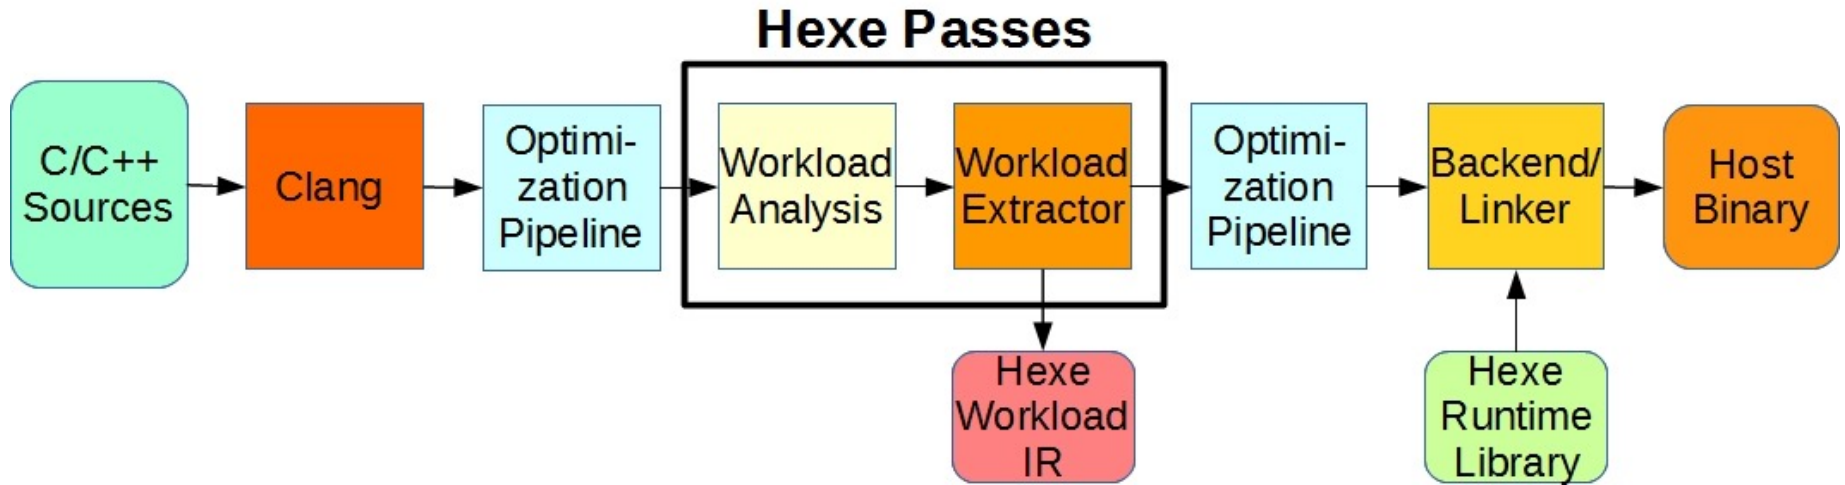 Hexe Passes
C/C++
Sources
Clang
Optimi-
zation
Pipeline
Workload
Analysis
Workload
Extractor
Optimi-
zation
Pipeline
Backend/
Linker
Host
Binary
Hexe
Workload
IR
Hexe
Runtime
Library